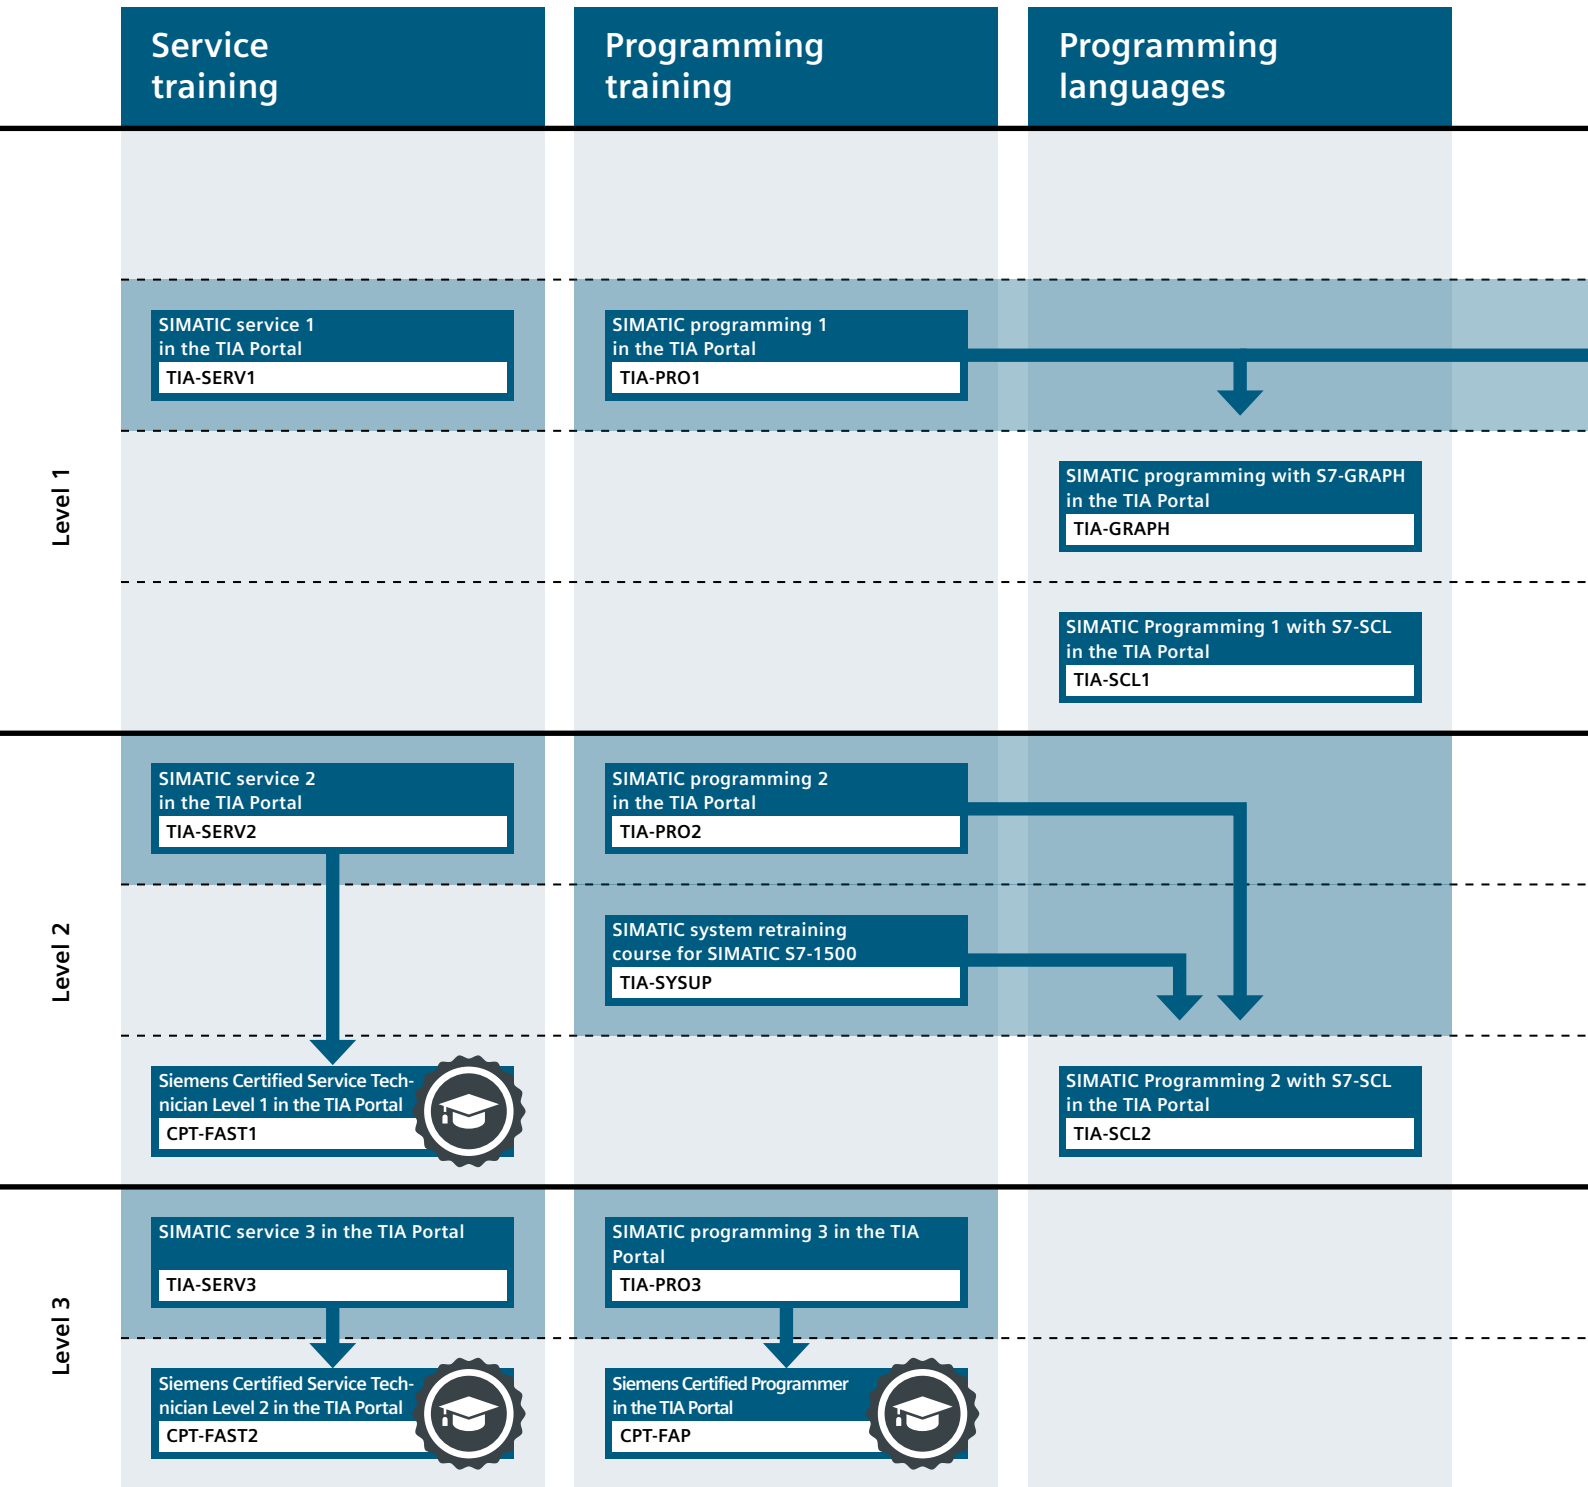 Service
training
Programming
training
Programming
languages
Level 1
SIMATIC service 1
in the TIA Portal
TIA-SERV1
SIMATIC programming 1
in the TIA Portal
TIA-PRO1
SIMATIC programming with S7-GRAPH
in the TIA Portal
TIA-GRAPH
SIMATIC Programming 1 with S7-SCL
in the TIA Portal
TIA-SCL1
Level 2
SIMATIC service 2
in the TIA Portal
TIA-SERV2
SIMATIC programming 2
in the TIA Portal
TIA-PRO2
SIMATIC system retraining
course for SIMATIC S7-1500
TIA-SYSUP
Siemens Certified Service Tech-
nician Level 1 in the TIA Portal
CPT-FAST1
SIMATIC Programming 2 with S7-SCL
in the TIA Portal
TIA-SCL2
Level 3
SIMATIC service 3 in the TIA Portal
TIA-SERV3
SIMATIC programming 3 in the TIA
Portal
TIA-PRO3
Siemens Certified Service Tech-
nician Level 2 in the TIA Portal
CPT-FAST2
Siemens Certified Programmer
in the TIA Portal
CPT-FAP